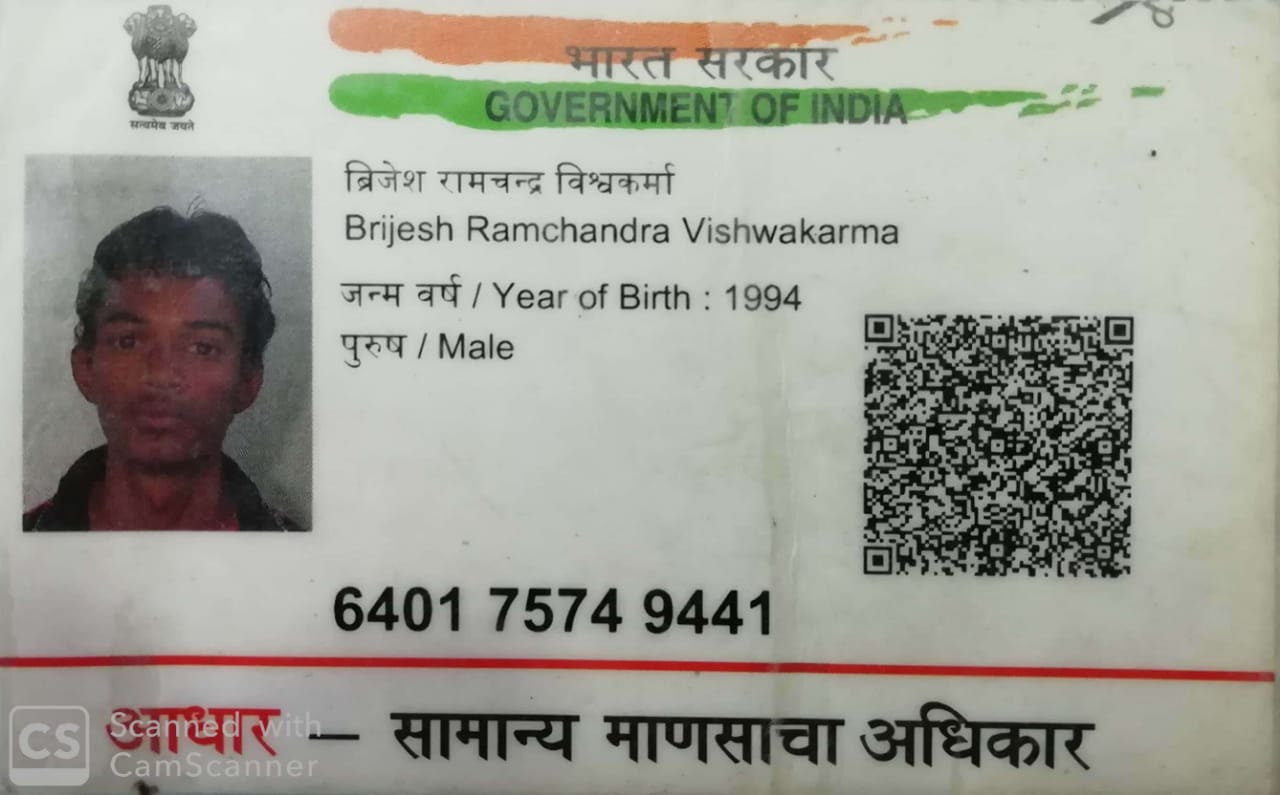 भारत सरकार
GOVERNMENT OF INDIA
सत्यमेव जयते
ब्रिजेश रामचन्द्र विश्वकर्मा
Brijesh Ramchandra Vishwakarma
जन्म वर्ष / Year of Birth : 1994
पुरुष / Male
6401 7574 9441
आधार – सामान्य माणसाचा अधिकार
CS Scanned with
CamScanner